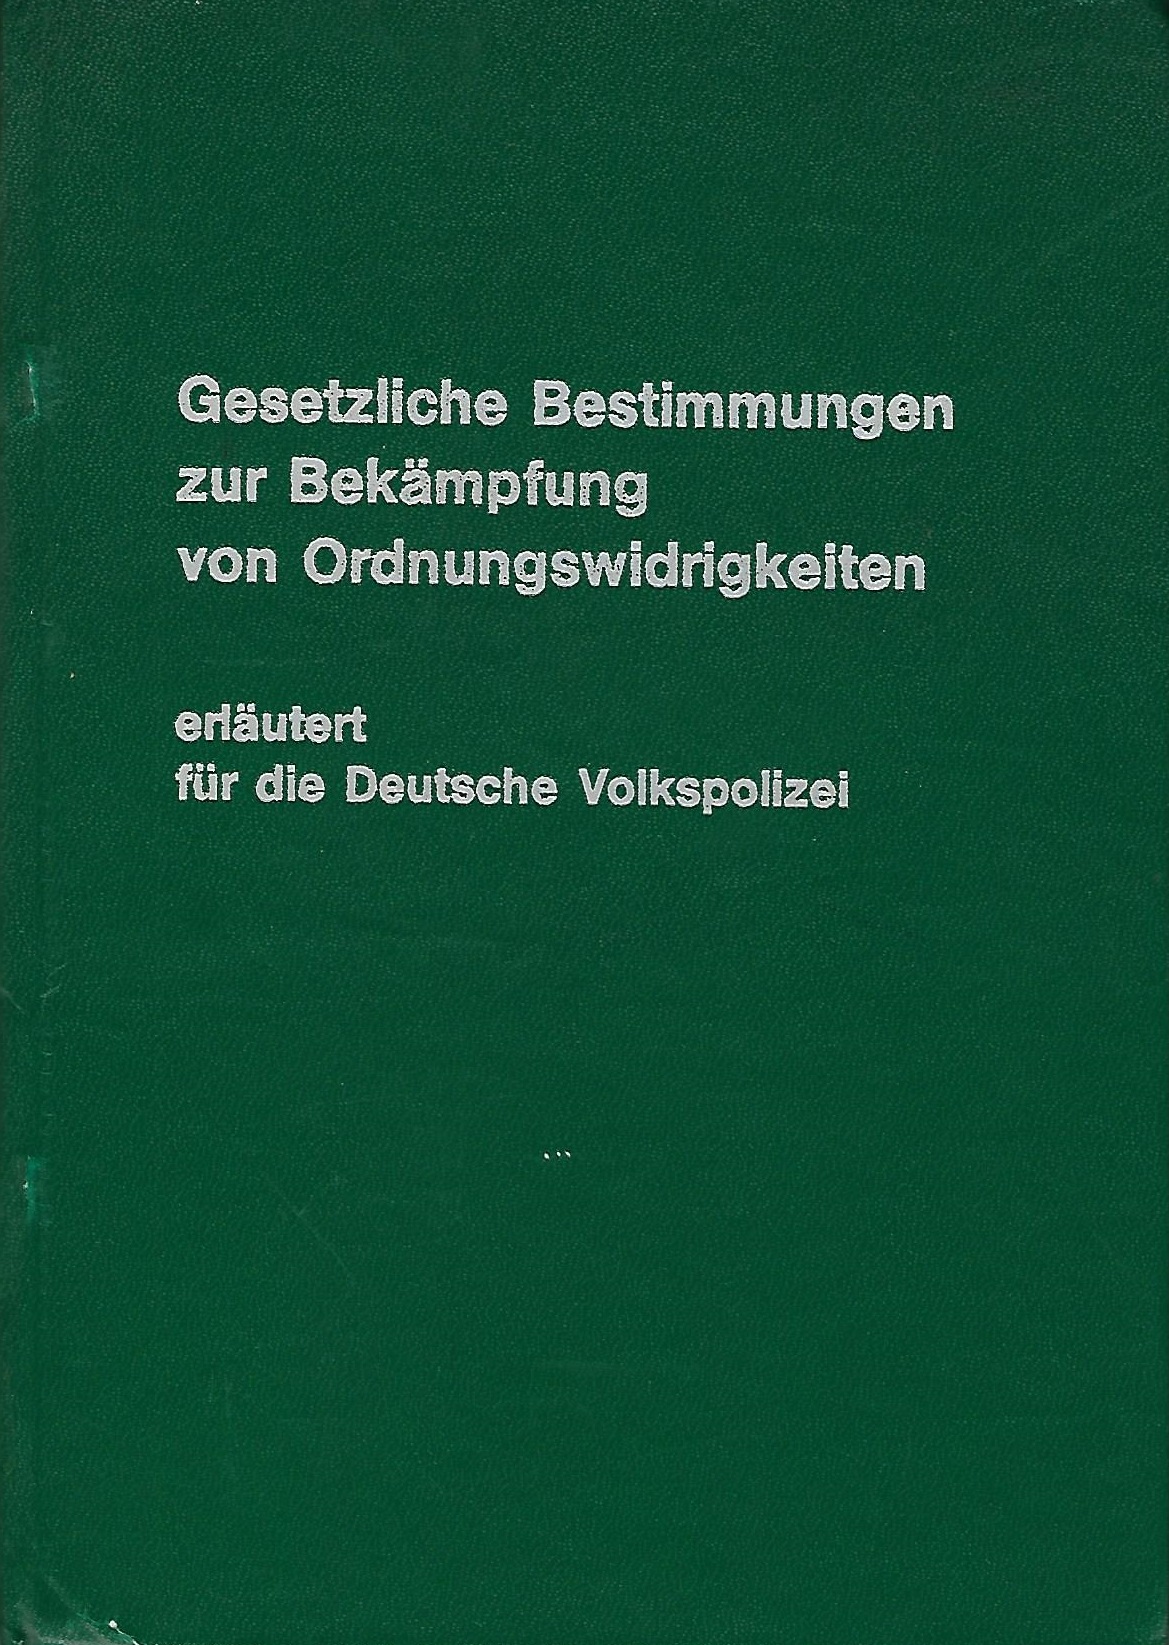 Gesetzliche Bestimmungen
zur Bekämpfung
von Ordnungswidrigkeiten
erläutert
für die Deutsche Volkspolizei